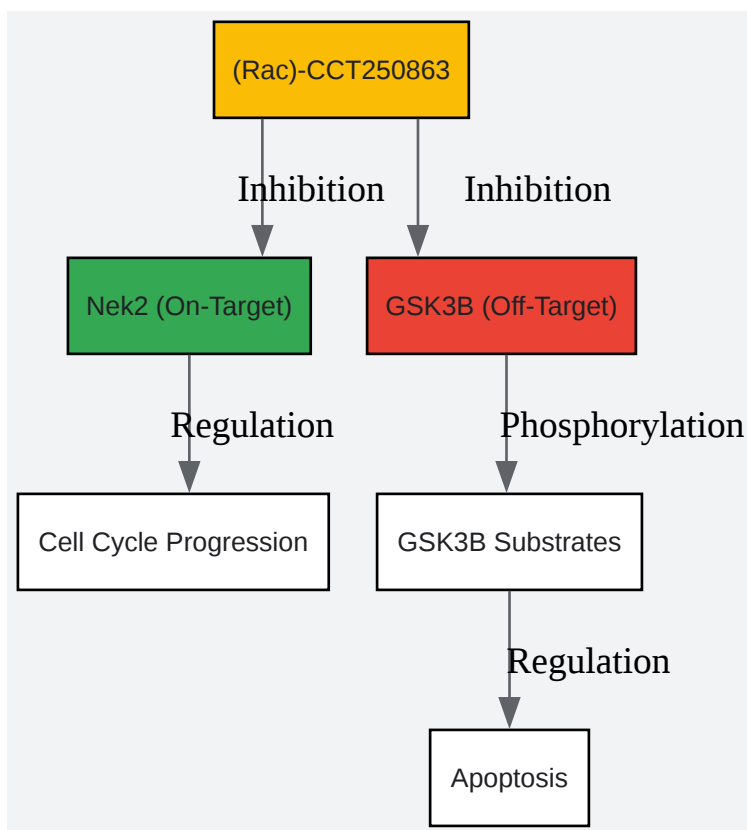 (Rac)-CCT250863
Inhibition
Inhibition
Nek2 (On-Target)
GSK3B (Off-Target)
Regulation
Phosphorylation
Cell Cycle Progression
GSK3B Substrates
Regulation
Apoptosis